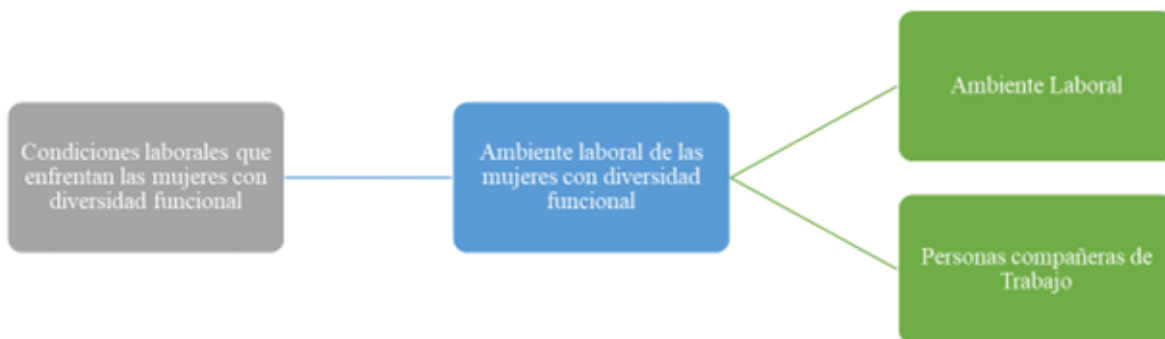 Condiciones laborales que
enfrentan las mujeres con
diversidad funcional
Ambiente laboral de las
mujeres con diversidad
funcional
Ambiente Laboral
Personas compañeras de
Trabajo